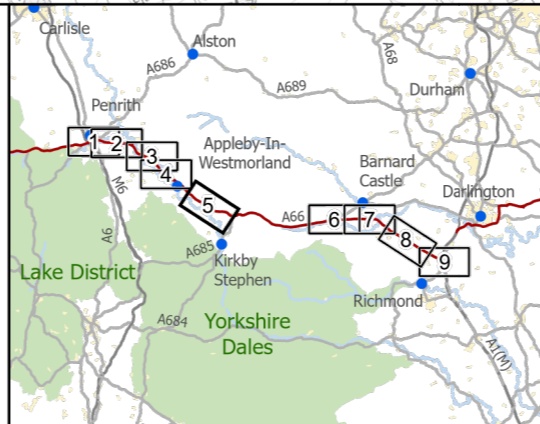 Carlisle
Alston
A686
A689
A68
Durham
Penrith
Appleby-In-
Westmorland
Barnard
Castle
Darlington
1
2
3
4
5
6
7
8
9
M6
A66
A6
A685
Kirkby
Stephen
Lake District
Richmond
A684
Yorkshire
Dales
A1(M)